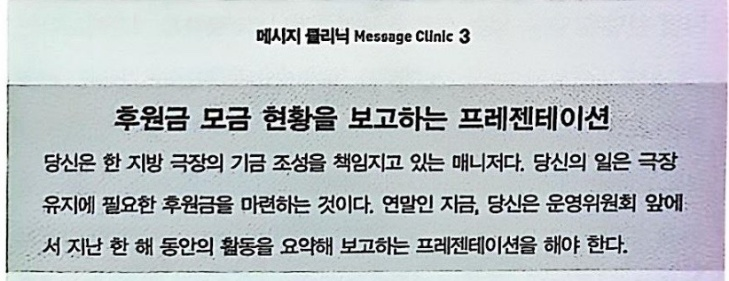 메시지 클리닉 Message Clinic 3
후원금 모금 현황을 보고하는 프레젠테이션
당신은 한 지방 극장의 기금 조성을 책임지고 있는 매니저다. 당신의 일은 극장
유지에 필요한 후원금을 마련하는 것이다. 연말인 지금, 당신은 운영위원회 앞에
서 지난 한 해 동안의 활동을 요약해 보고하는 프레젠테이션을 해야 한다.